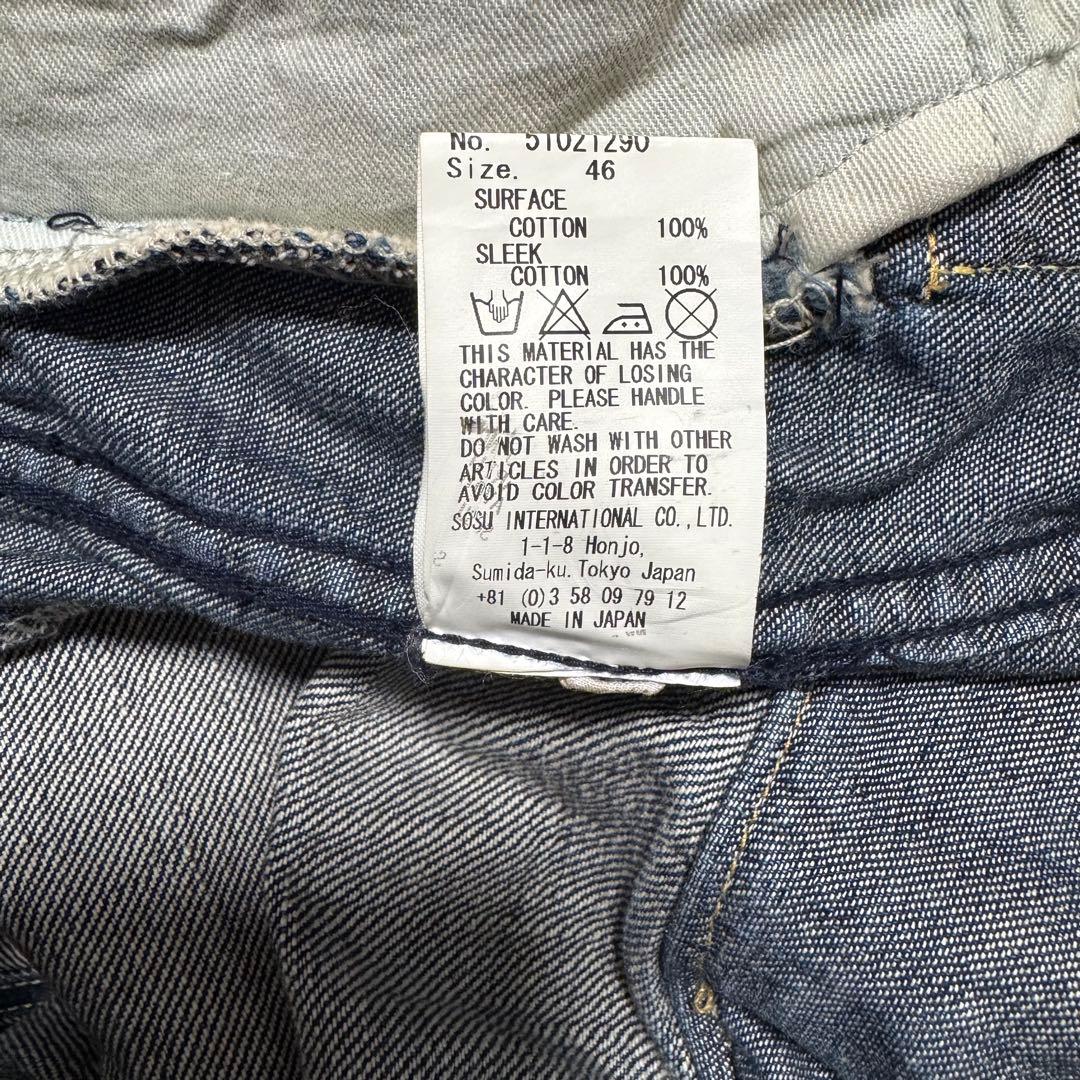 No. 51021290
Size. 46
SURFACE
COTTON 100%
SLEEK
COTTON 100%
THIS MATERIAL HAS THE
CHARACTER OF LOSING
COLOR. PLEASE HANDLE
WITH CARE.
DO NOT WASH WITH OTHER
ARTICLES IN ORDER TO
AVOID COLOR TRANSFER.
SOSU INTERNATIONAL CO.,LTD.
1-1-8 Honjo,
Sumida-ku. Tokyo Japan
+81 (0)3 58 09 79 12
MADE IN JAPAN